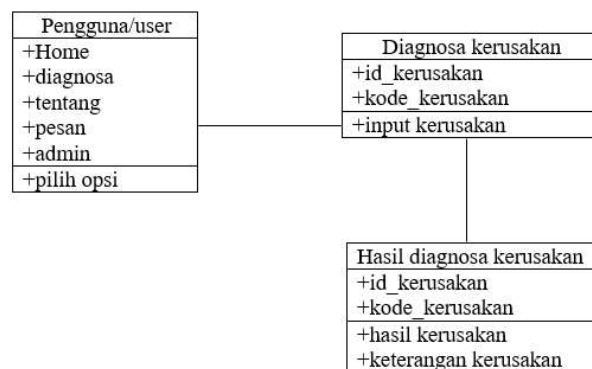 Pengguna/user
+Home
+diagnosa
+tentang
+pesan
+admin
+pilih opsi
Diagnosa kerusakan
+id_kerusakan
+kode_kerusakan
+input kerusakan
Hasil diagnosa kerusakan
+id_kerusakan
+kode_kerusakan
+hasil kerusakan
+keterangan kerusakan